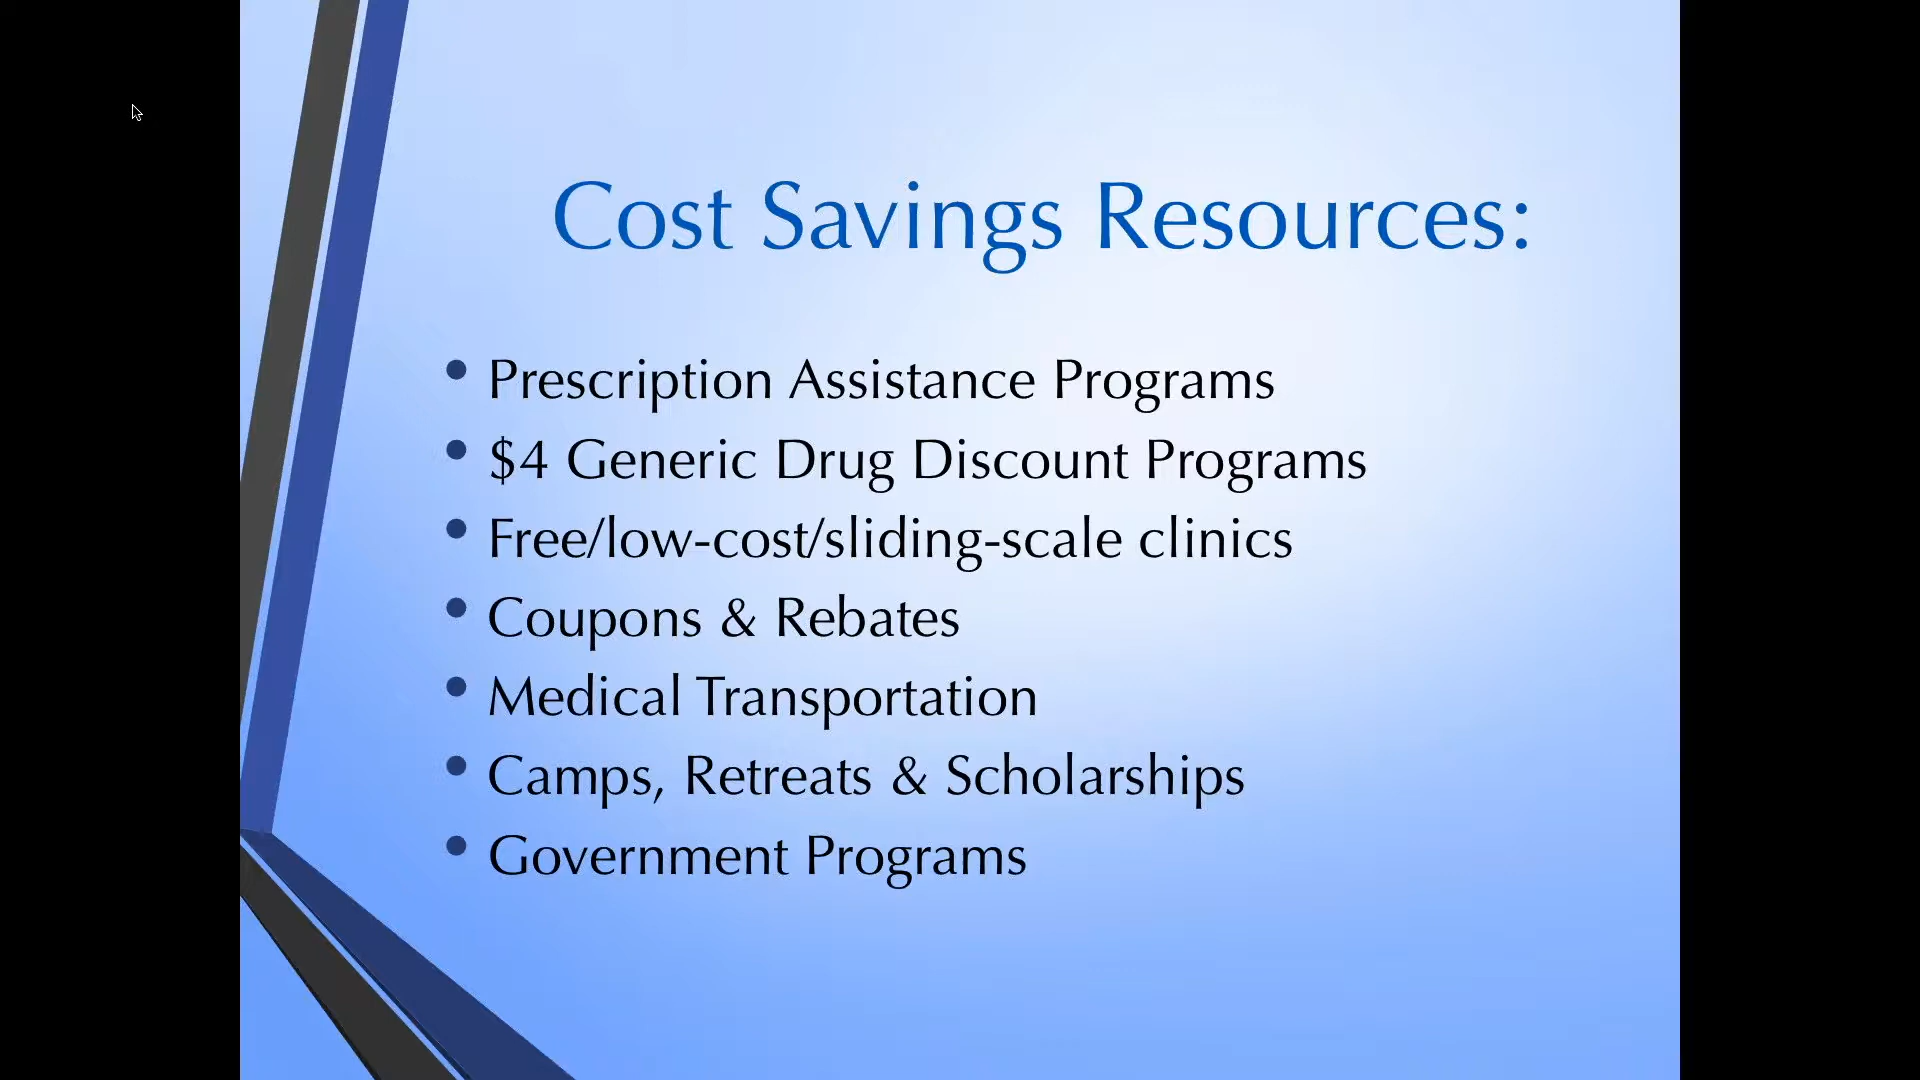 Cost Savings Resources:
• Prescription Assistance Programs
• $4 Generic Drug Discount Programs
• Free/low-cost/sliding-scale clinics
• Coupons & Rebates
• Medical Transportation
• Camps, Retreats & Scholarships
• Government Programs